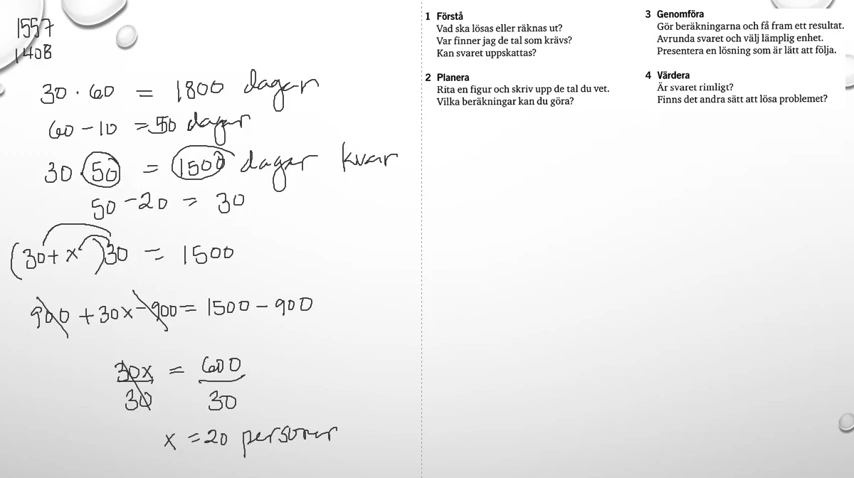 1557
1408
30 · 60 = 1800 dagar
60 - 10 = 50 dagar
30 · 50 = 1500 dagar kvar
50 - 20 = 30
(30 + x) 30 = 1500
900 + 30x - 900 = 1500 - 900
30x / 30 = 600 / 30
x = 20 personer
1 Förstå
Vad ska lösas eller räknas ut?
Var finner jag de tal som krävs?
Kan svaret uppskattas?
2 Planera
Rita en figur och skriv upp de tal du vet.
Vilka beräkningar kan du göra?
3 Genomföra
Gör beräkningarna och få fram ett resultat.
Avrunda svaret och välj lämplig enhet.
Presentera en lösning som är lätt att följa.
4 Värdera
Är svaret rimligt?
Finns det andra sätt att lösa problemet?